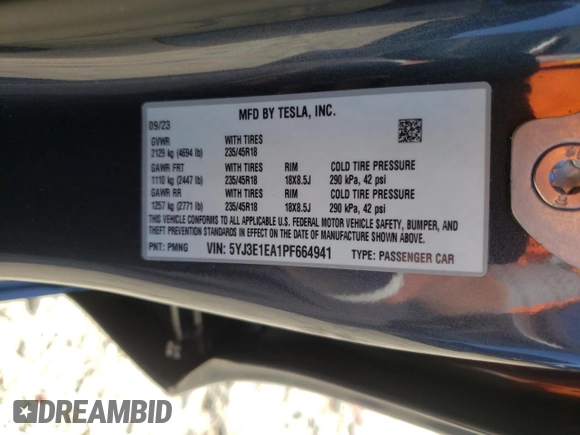 MFD BY TESLA, INC.
09/23
GVWR WITH TIRES
2129 kg (4694 lb) 235/45R18
GAWR FRT WITH TIRES RIM COLD TIRE PRESSURE
1110 kg (2447 lb) 235/45R18 18X8.5J 290 kPa, 42 psi
GAWR RR WITH TIRES RIM COLD TIRE PRESSURE
1257 kg (2771 lb) 235/45R18 18X8.5J 290 kPa, 42 psi
THIS VEHICLE CONFORMS TO ALL APPLICABLE U.S. FEDERAL MOTOR VEHICLE SAFETY, BUMPER, AND
THEFT PREVENTION STANDARDS IN EFFECT ON THE DATE OF MANUFACTURE SHOWN ABOVE.
PNT: PMNG VIN: 5YJ3E1EA1PF664941 TYPE: PASSENGER CAR
DREAMBID